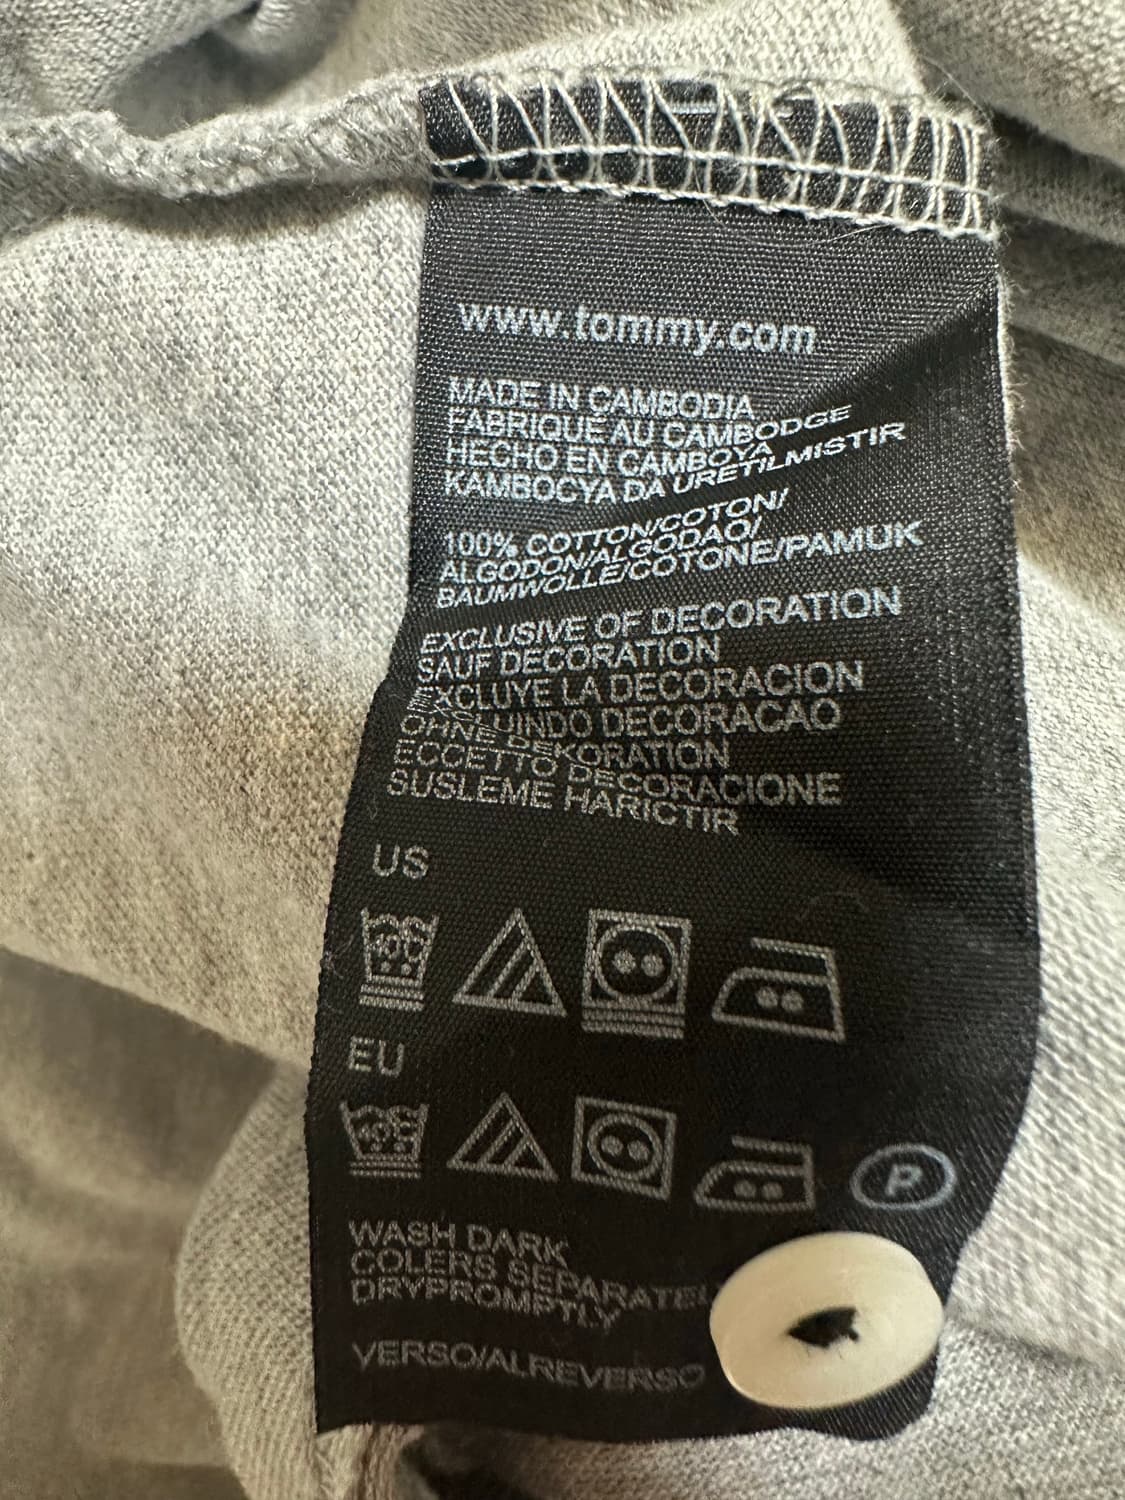 www.tommy.com
MADE IN CAMBODIA
FABRIQUE AU CAMBODGE
HECHO EN CAMBOYA
KAMBOCYA DA URETILMISTIR
100% COTTON/COTON/
ALGODON/ALGODAO/
BAUMWOLLE/COTONE/PAMUK
EXCLUSIVE OF DECORATION
SAUF DECORATION
EXCLUYE LA DECORACION
EXCLUINDO DECORACAO
OHNE DEKORATION
ECCETTO DECORACIONE
SUSLEME HARICTIR
US
EU
P
WASH DARK
COLERS SEPARATEL
DRYPROMPTLY
VERSO/ALREVERSO